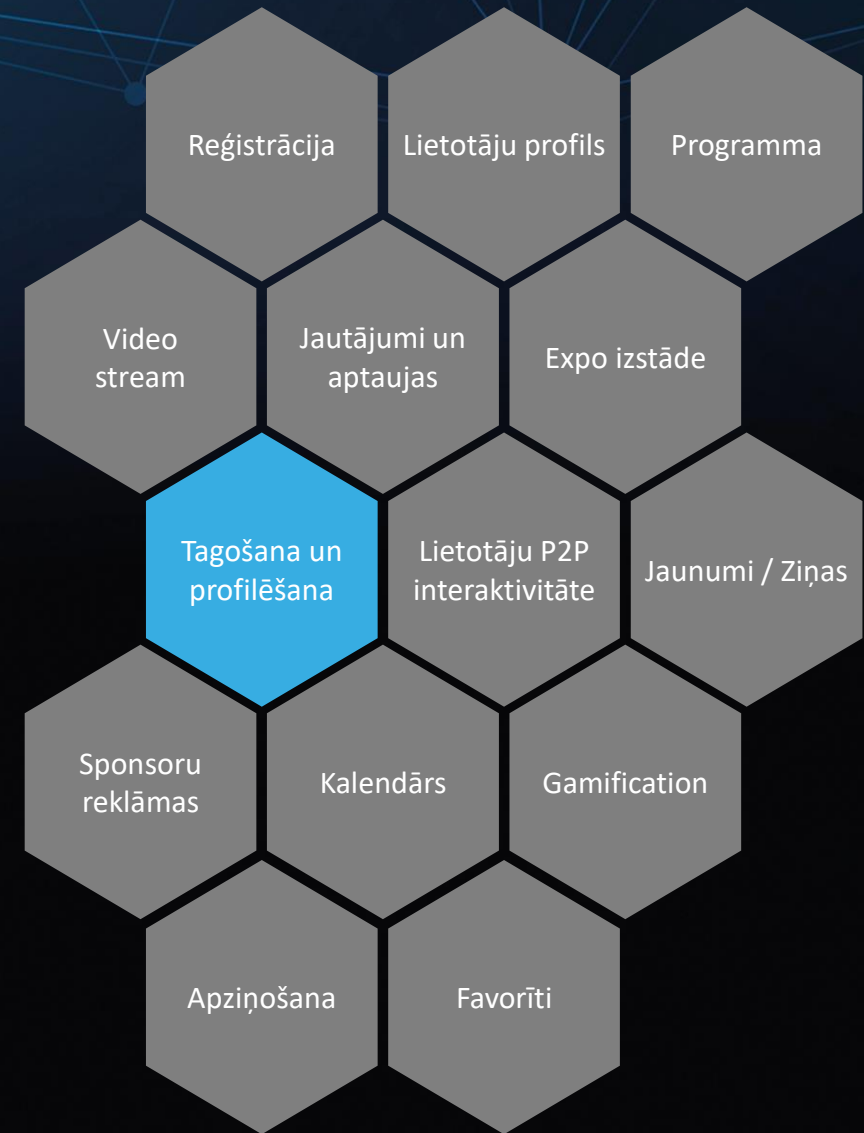 Reģistrācija
Lietotāju profils
Programma
Video
stream
Jautājumi un
aptaujas
Expo izstāde
Tagošana un
profilēšana
Lietotāju P2P
interaktivitāte
Jaunumi / Ziņas
Sponsoru
reklāmas
Kalendārs
Gamification
Apziņošana
Favorīti